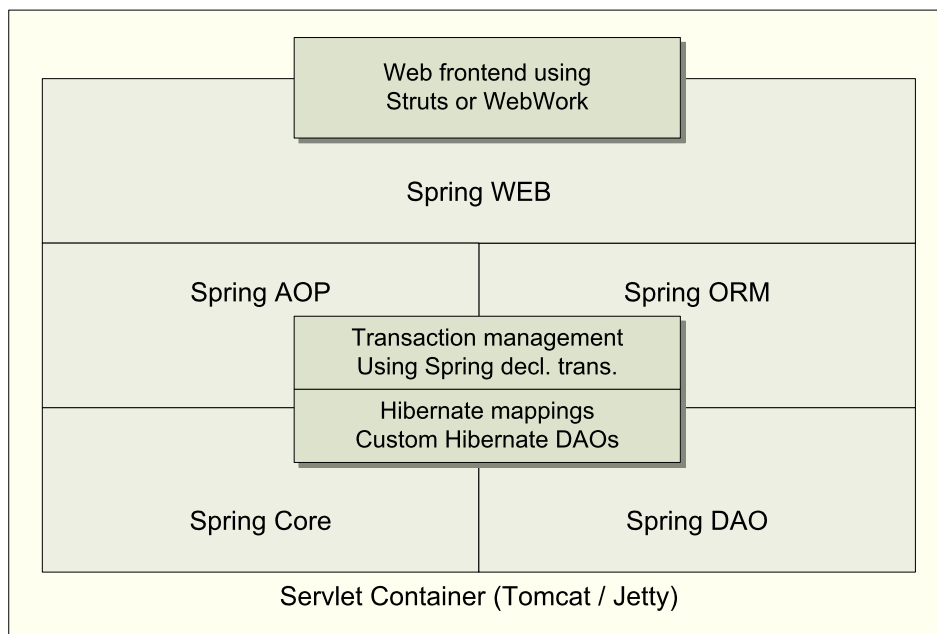 Web frontend using
Struts or WebWork
Spring WEB
Spring AOP
Spring ORM
Transaction management
Using Spring decl. trans.
Hibernate mappings
Custom Hibernate DAOs
Spring Core
Spring DAO
Servlet Container (Tomcat / Jetty)